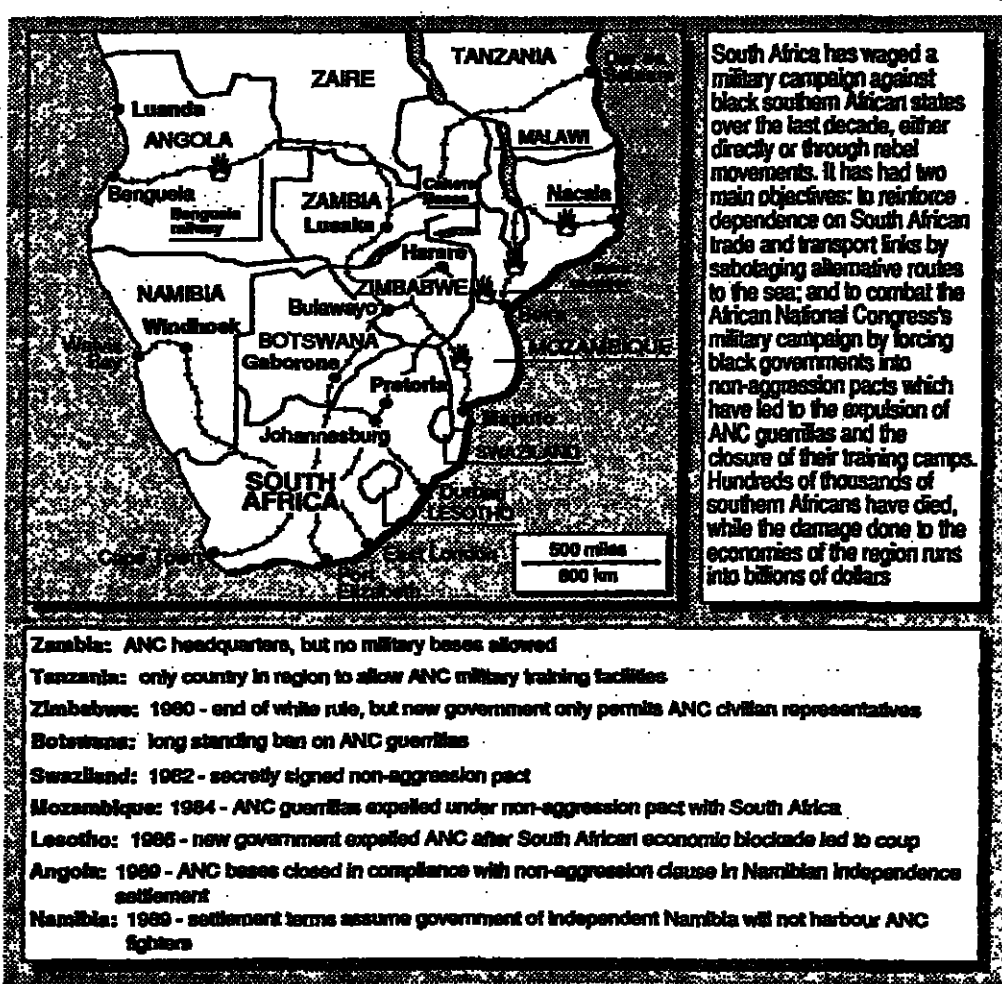 TANZANIA
ZAIRE
Dar es
Salaam
Luanda
ANGOLA
MALAWI
Benguela
Benguela
railway
ZAMBIA
Lusaka
Nacala
Harare
ZIMBABWE
NAMIBIA
Bulawayo
Beira
Windhoek
Walvis
Bay
BOTSWANA
Gaborone
MOZAMBIQUE
Pretoria
Maputo
Johannesburg
SWAZILAND
SOUTH
AFRICA
Durban
LESOTHO
Cape Town
East London
Port
Elizabeth
500 miles
800 km
South Africa has waged a
military campaign against
black southern African states
over the last decade, either
directly or through rebel
movements. It has had two
main objectives: to reinforce
dependence on South African
trade and transport links by
sabotaging alternative routes
to the sea; and to combat the
African National Congress's
military campaign by forcing
black governments into
non-aggression pacts which
have led to the expulsion of
ANC guerrillas and the
closure of their training camps.
Hundreds of thousands of
southern Africans have died,
while the damage done to the
economies of the region runs
into billions of dollars
Zambia: ANC headquarters, but no military bases allowed
Tanzania: only country in region to allow ANC military training facilities
Zimbabwe: 1980 - end of white rule, but new government only permits ANC civilian representatives
Botswana: long standing ban on ANC guerrillas
Swaziland: 1982 - secretly signed non-aggression pact
Mozambique: 1984 - ANC guerrillas expelled under non-aggression pact with South Africa
Lesotho: 1986 - new government expelled ANC after South African economic blockade led to coup
Angola: 1989 - ANC bases closed in compliance with non-aggression clause in Namibian independence
settlement
Namibia: 1989 - settlement terms assume government of independent Namibia will not harbour ANC
fighters